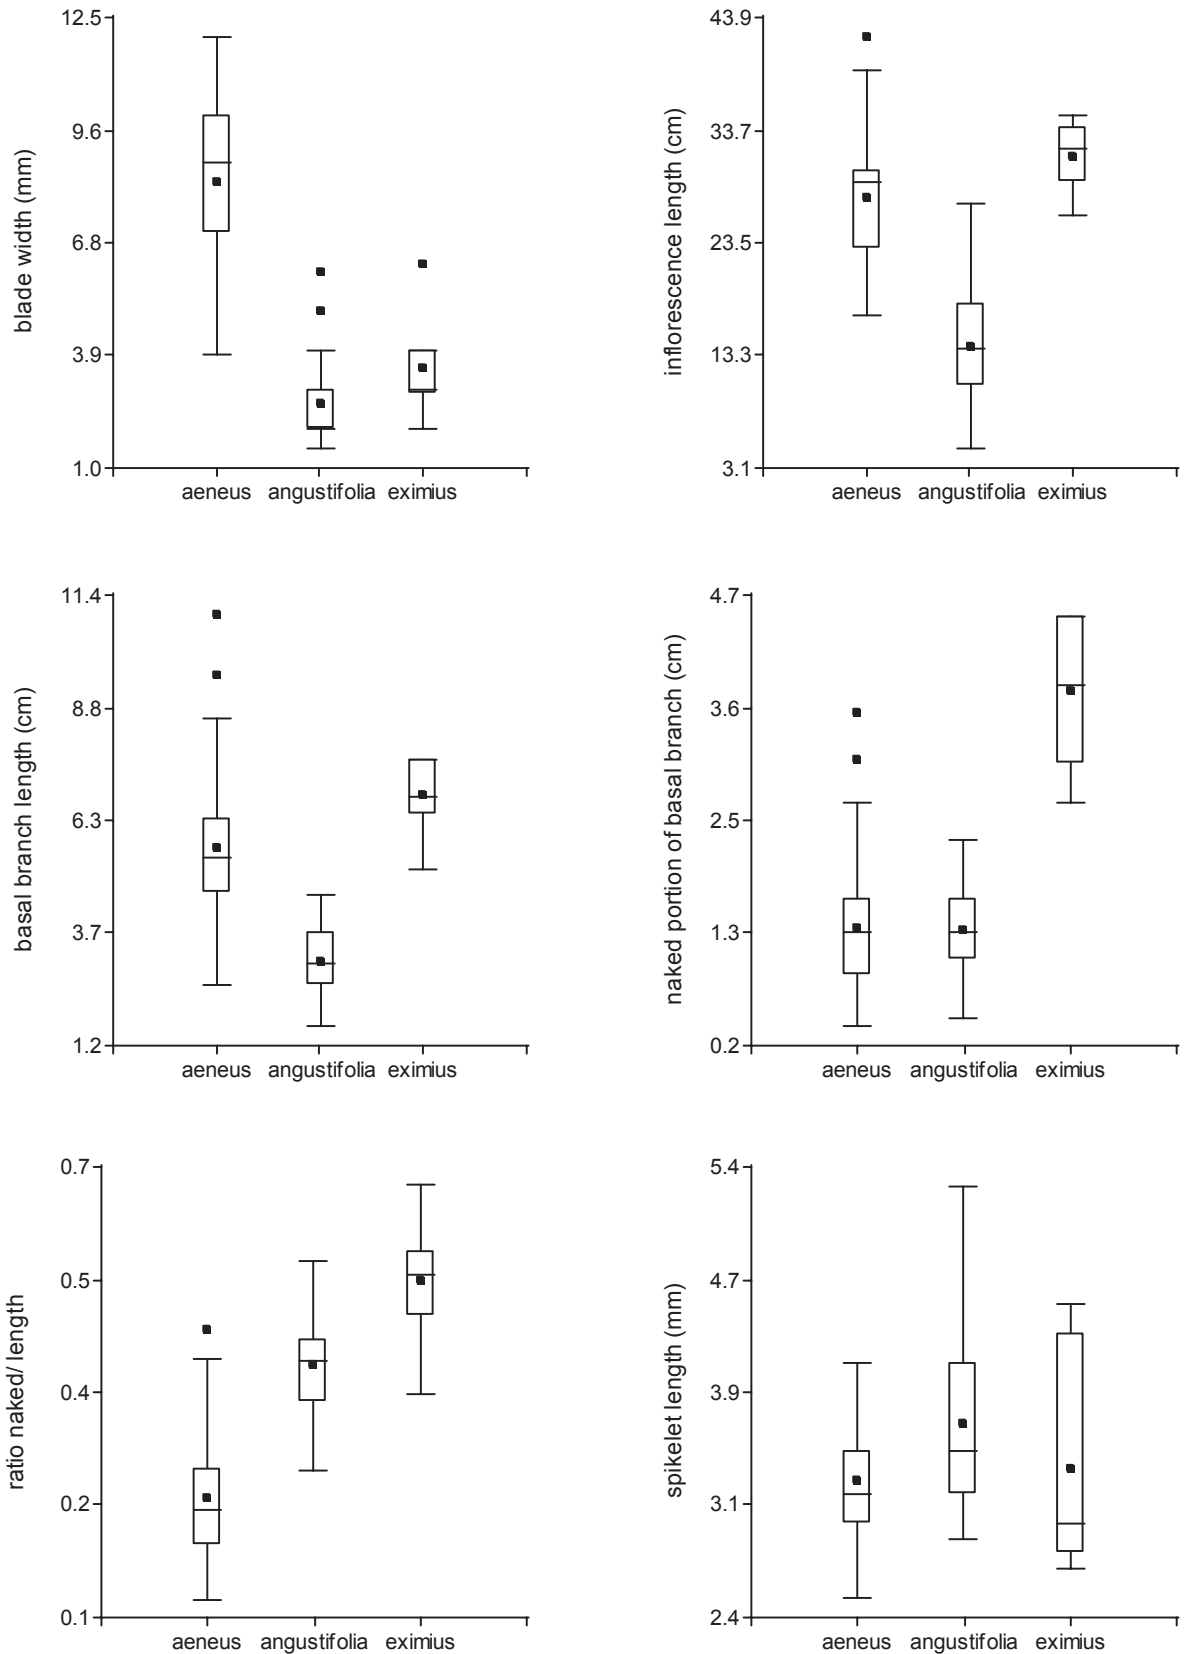 blade width (mm)
12.5
9.6
6.8
3.9
1.0
aeneus angustifolia eximius
inflorescence length (cm)
43.9
33.7
23.5
13.3
3.1
aeneus angustifolia eximius
basal branch length (cm)
11.4
8.8
6.3
3.7
1.2
aeneus angustifolia eximius
naked portion of basal branch (cm)
4.7
3.6
2.5
1.3
0.2
aeneus angustifolia eximius
ratio naked/ length
0.7
0.5
0.4
0.2
0.1
aeneus angustifolia eximius
spikelet length (mm)
5.4
4.7
3.9
3.1
2.4
aeneus angustifolia eximius